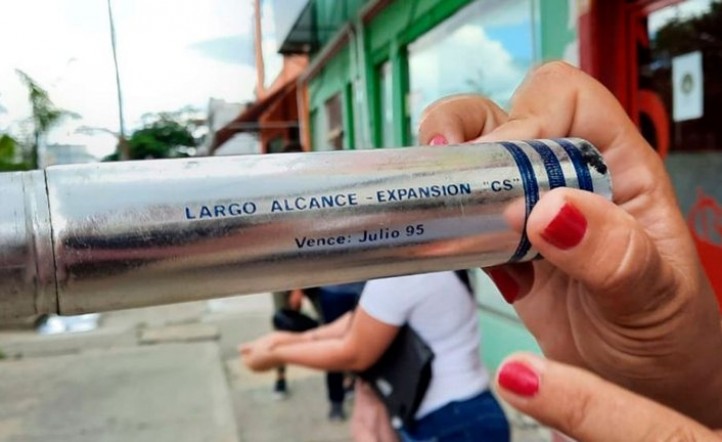 LARGO ALCANCE - EXPANSION "CS"
Vence: Julio 95